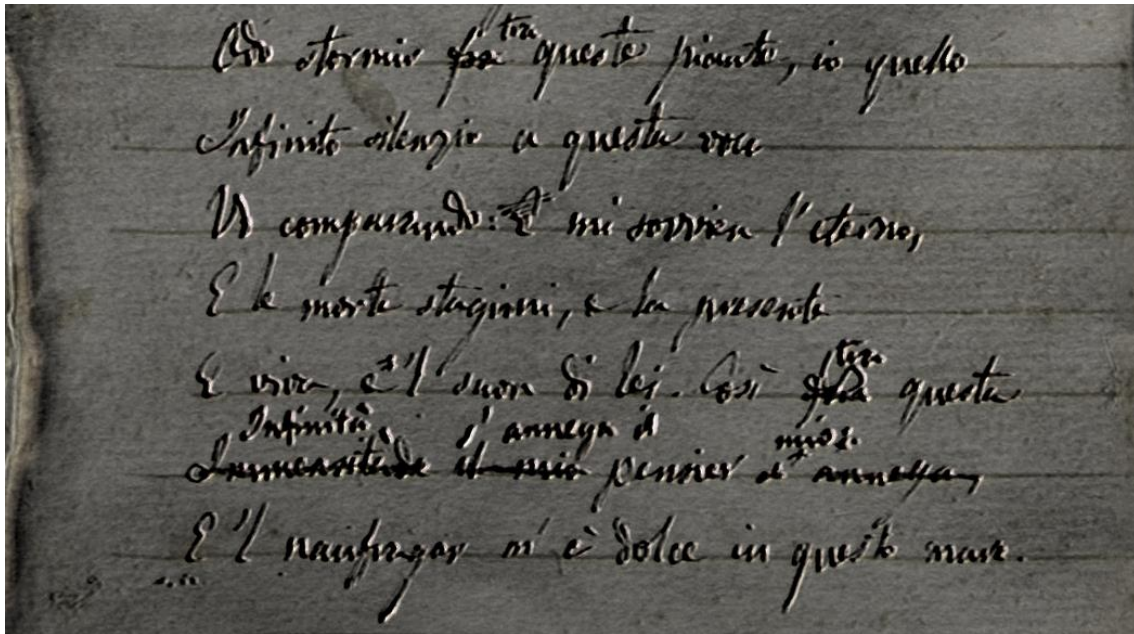 tra
Odo stormir fra queste piante, io quello
Infinito silenzio a questa voce
Vo comparando: E mi sovvien l'eterno,
E le morte stagioni, e la presente
tra
E viva, e 'l suon di lei. Così fra questa
Infinità s'annega il mio:
Immensitade il mio pensier s'annega,
E 'l naufragar m'è dolce in questo mare.